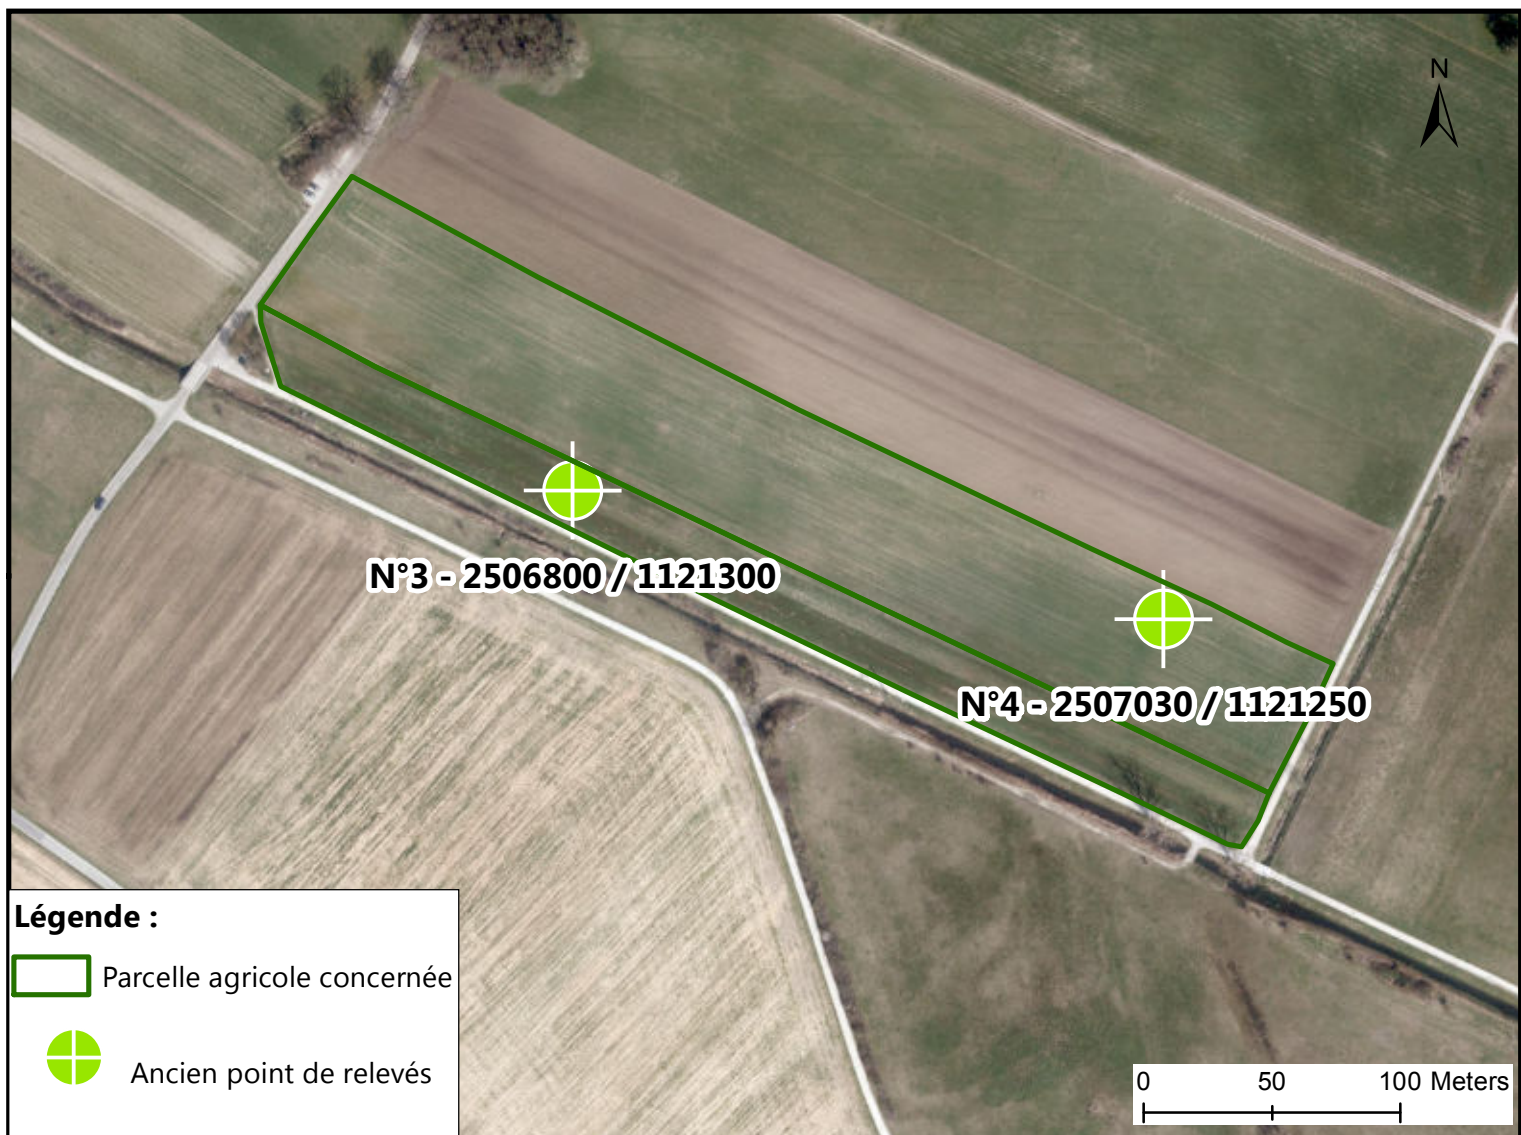 N
N°3 - 2506800 / 1121300
N°4 - 2507030 / 1121250
Légende :
Parcelle agricole concernée
Ancien point de relevés
0 50 100 Meters